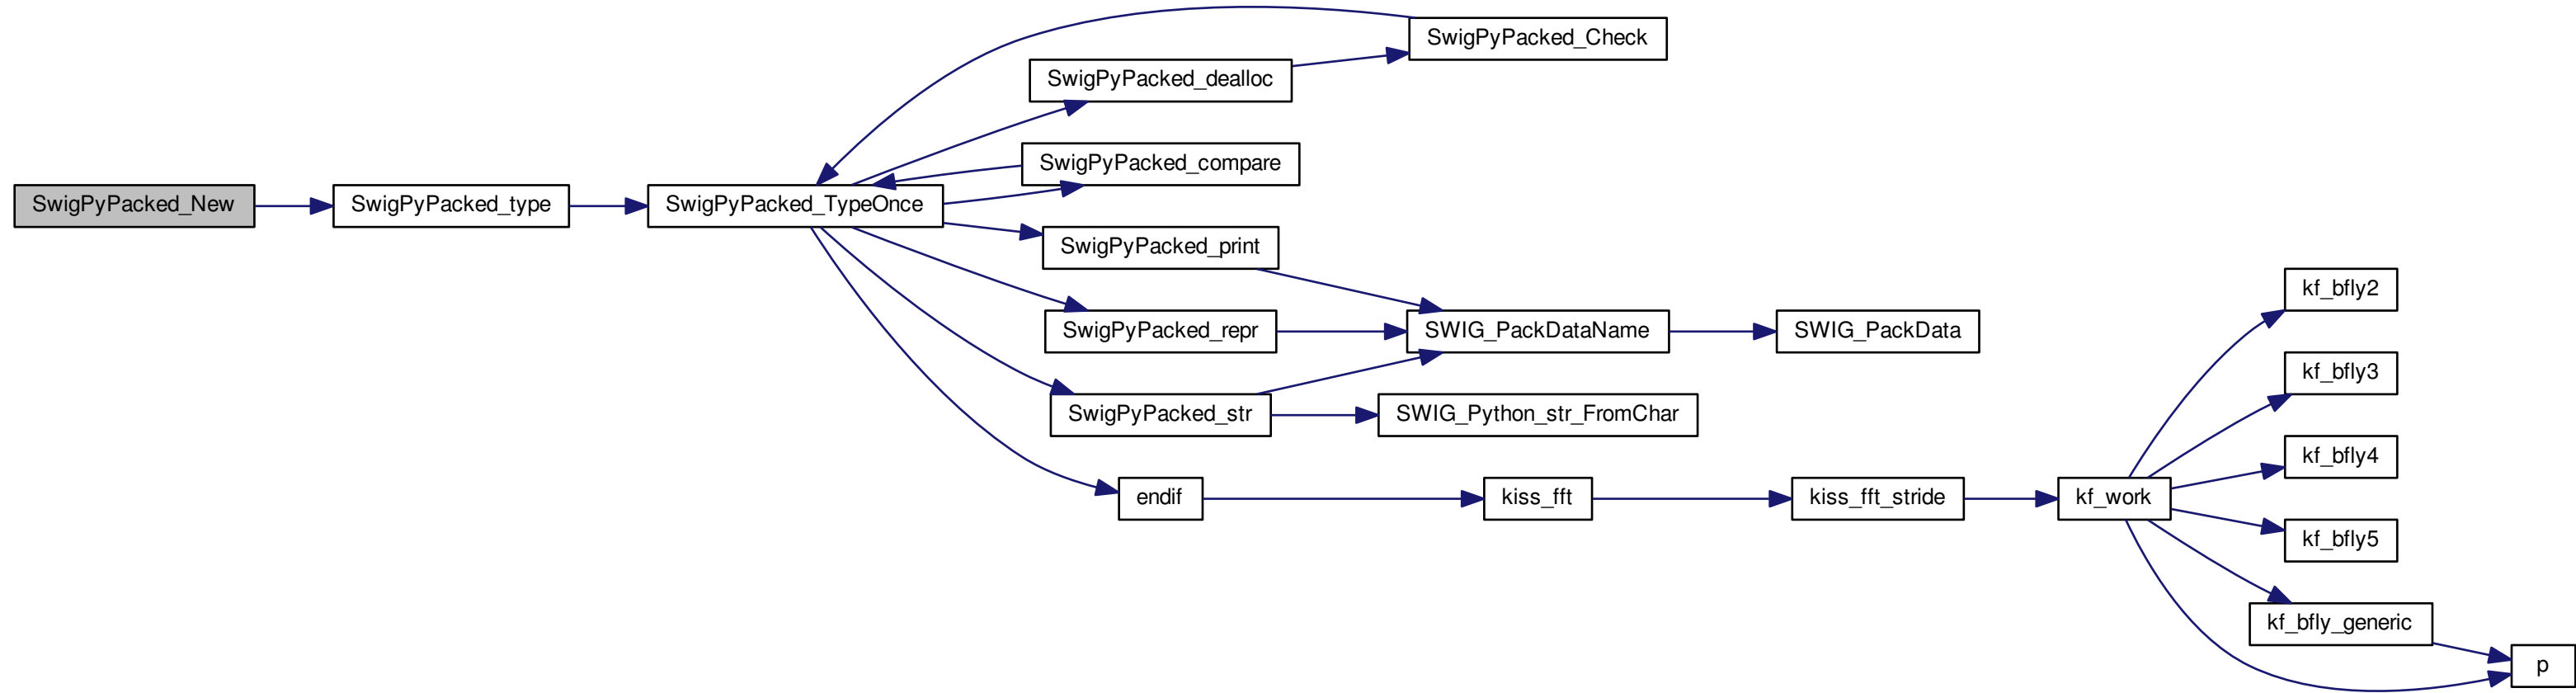 SwigPyPacked_Check
SwigPyPacked_dealloc
SwigPyPacked_compare
SwigPyPacked_New
SwigPyPacked_type
SwigPyPacked_TypeOnce
SwigPyPacked_print
kf_bfly2
SwigPyPacked_repr
SWIG_PackDataName
SWIG_PackData
kf_bfly3
SwigPyPacked_str
SWIG_Python_str_FromChar
kf_bfly4
endif
kiss_fft
kiss_fft_stride
kf_work
kf_bfly5
kf_bfly_generic
p